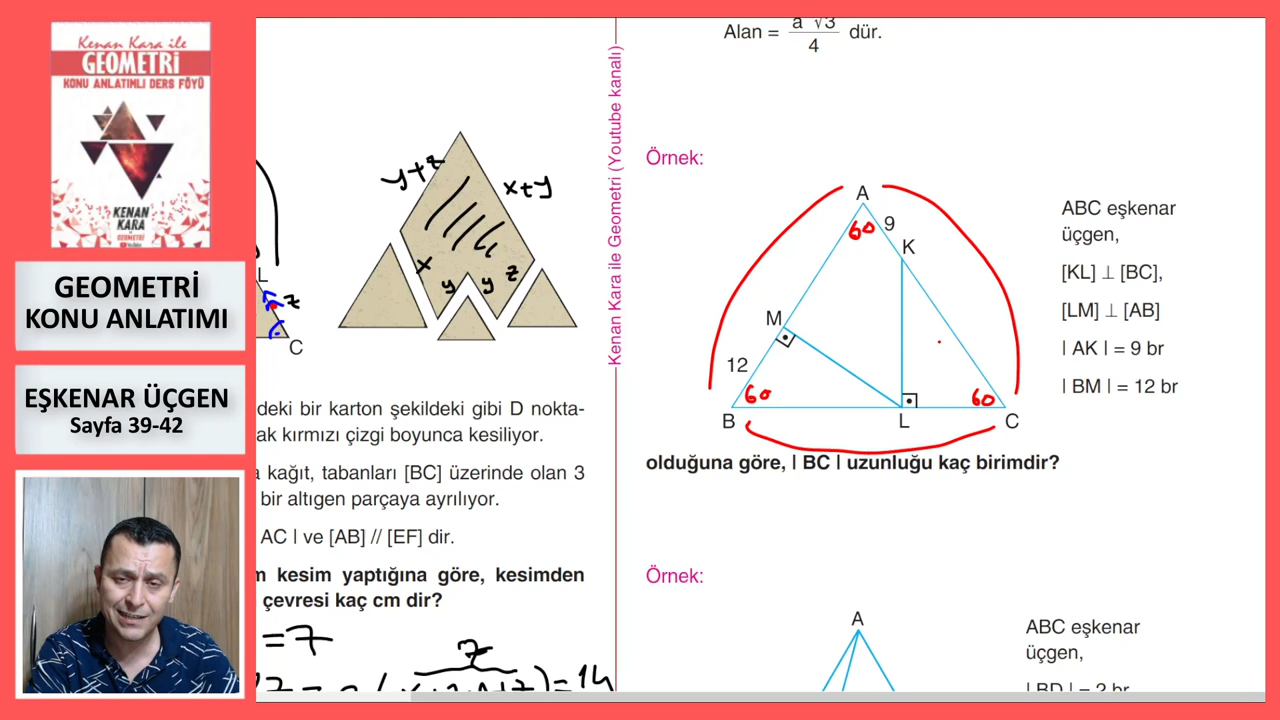 Kenan Kara ile
GEOMETRİ
KONU ANLATIMLI DERS FÖYÜ
KENAN
KARA
GEOMETRİ
KONU ANLATIMI
EŞKENAR ÜÇGEN
Sayfa 39-42
L
z
C
y+z
x+y
x
y
y
z
deki bir karton şekildeki gibi D nokta-
ak kırmızı çizgi boyunca kesiliyor.
a kağıt, tabanları [BC] üzerinde olan 3
bir altıgen parçaya ayrılıyor.
AC | ve [AB] // [EF] dir.
m kesim yaptığına göre, kesimden
çevresi kaç cm dir?
=7
7
=14
Kenan Kara ile Geometri (Youtube kanalı)
Alan = a √3 / 4 dür.
Örnek:
A
60
9
K
M
12
60
60
B
L
C
ABC eşkenar
üçgen,
[KL] ⊥ [BC],
[LM] ⊥ [AB]
| AK | = 9 br
| BM | = 12 br
olduğuna göre, | BC | uzunluğu kaç birimdir?
Örnek:
A
ABC eşkenar
üçgen,
| BD | = 2 br